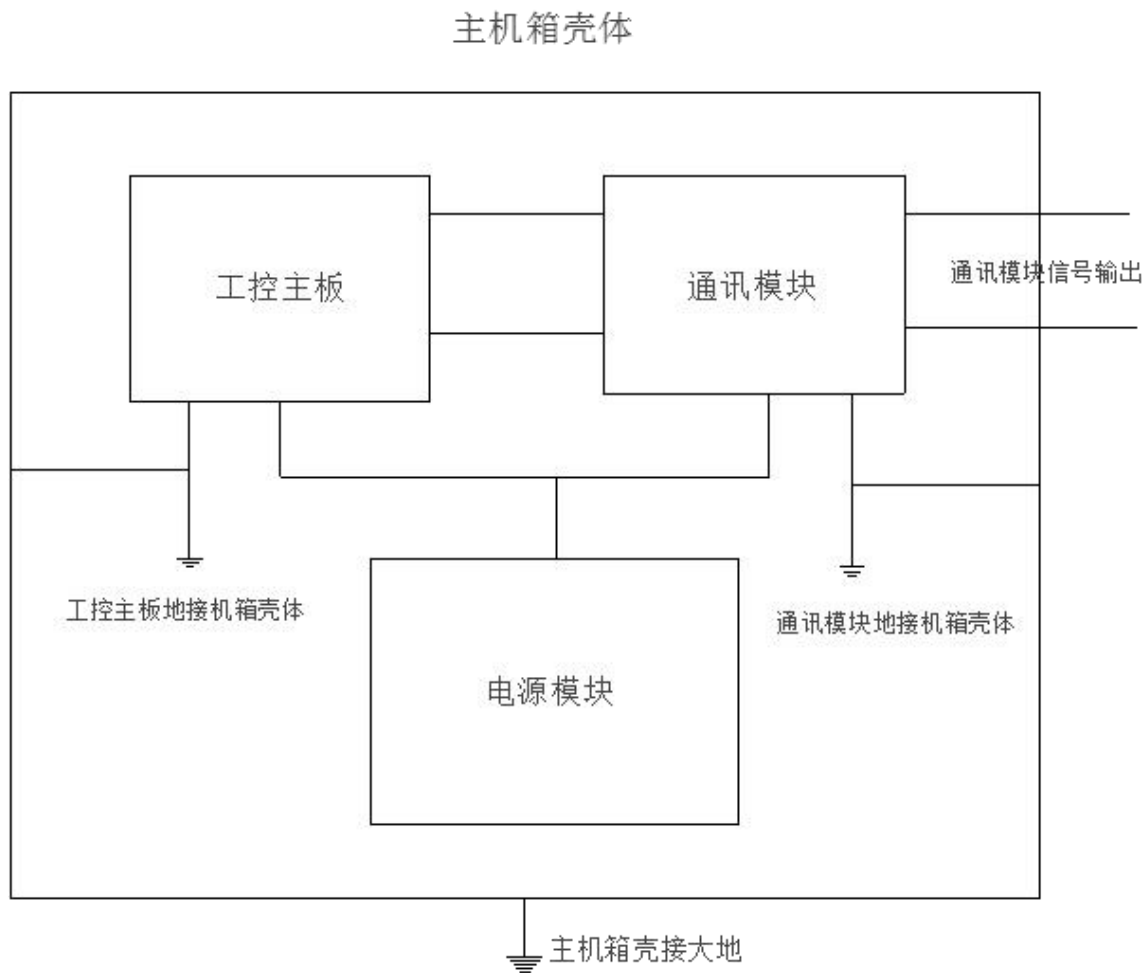 主机箱壳体
工控主板
通讯模块
通讯模块信号输出
工控主板地接机箱壳体
通讯模块地接机箱壳体
电源模块
主机箱壳接大地